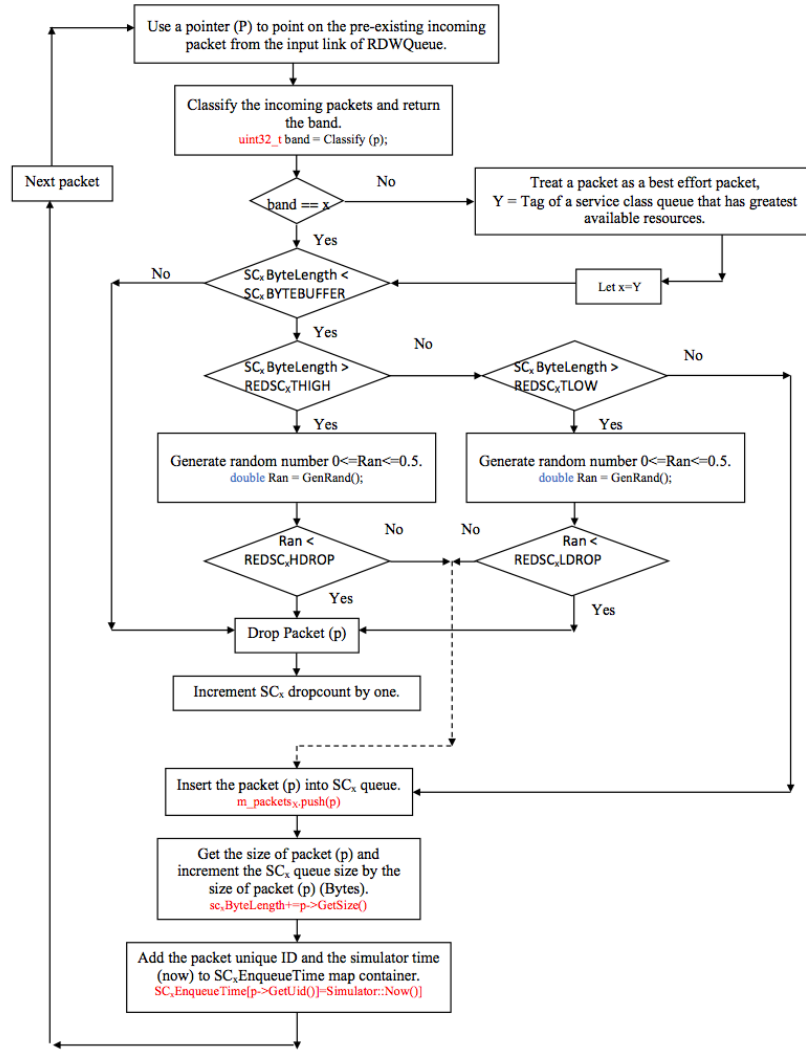 Use a pointer (P) to point on the pre-existing incoming
packet from the input link of RDWQueue.
Classify the incoming packets and return
the band.
uint32_t band = Classify (p);
Next packet
No
band == x
Treat a packet as a best effort packet,
Y = Tag of a service class queue that has greatest
available resources.
Yes
No
SCₓ ByteLength <
SCₓ BYTEBUFFER
Let x=Y
Yes
No
SCₓ ByteLength >
REDSCₓTHIGH
SCₓ ByteLength >
REDSCₓTLOW
No
Yes
Yes
Generate random number 0<=Ran<=0.5.
double Ran = GenRand();
Generate random number 0<=Ran<=0.5.
double Ran = GenRand();
Ran <
REDSCₓHDROP
No
No
Ran <
REDSCₓLDROP
Yes
Yes
Drop Packet (p)
Increment SCₓ dropcount by one.
Insert the packet (p) into SCₓ queue.
m_packetsₓ.push(p)
Get the size of packet (p) and
increment the SCₓ queue size by the
size of packet (p) (Bytes).
scₓByteLength+=p->GetSize()
Add the packet unique ID and the simulator time
(now) to SCₓEnqueueTime map container.
SCₓEnqueueTime[p->GetUid()]=Simulator::Now()]